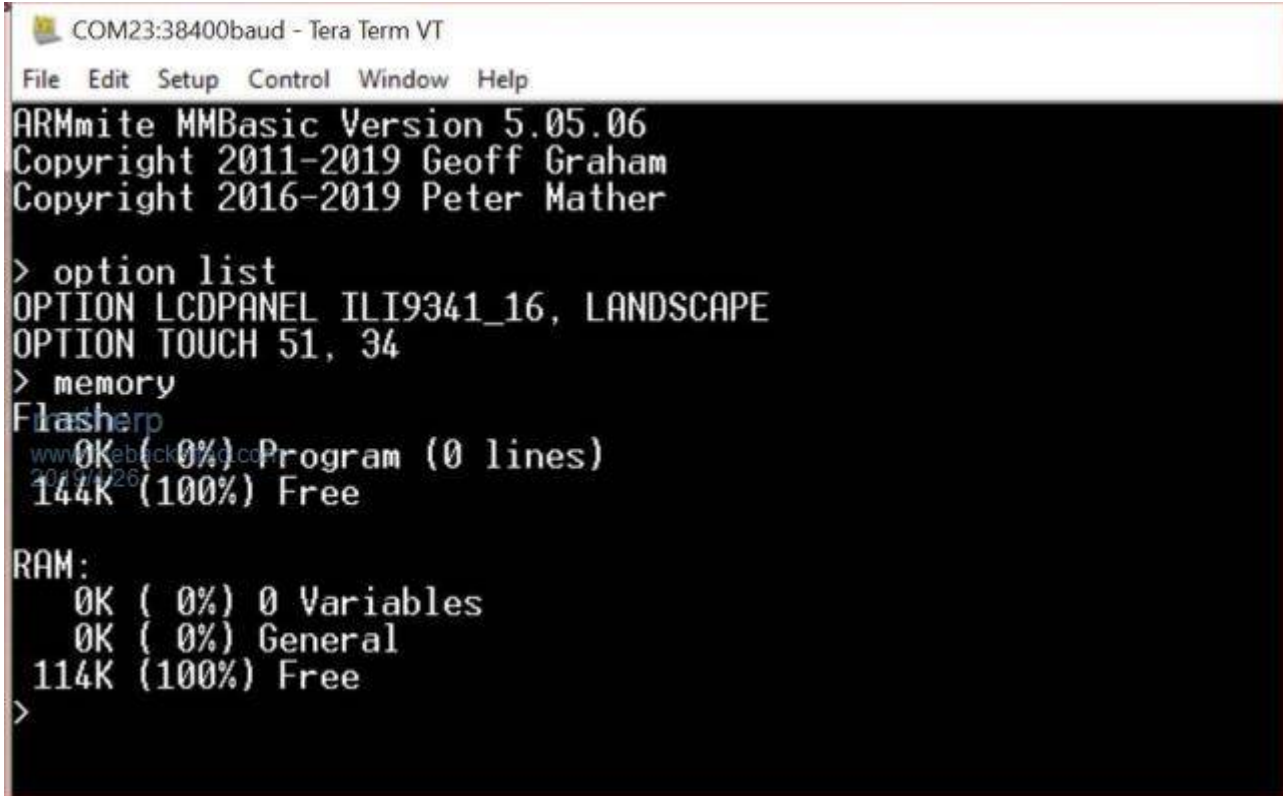 COM23:38400baud - Tera Term VT
File Edit Setup Control Window Help
ARMmite MMBasic Version 5.05.06
Copyright 2011-2019 Geoff Graham
Copyright 2016-2019 Peter Mather
> option list
OPTION LCDPANEL ILI9341_16, LANDSCAPE
OPTION TOUCH 51, 34
> memory
Flash:
0K ( 0%) Program (0 lines)
144K (100%) Free
RAM:
0K ( 0%) 0 Variables
0K ( 0%) General
114K (100%) Free
>